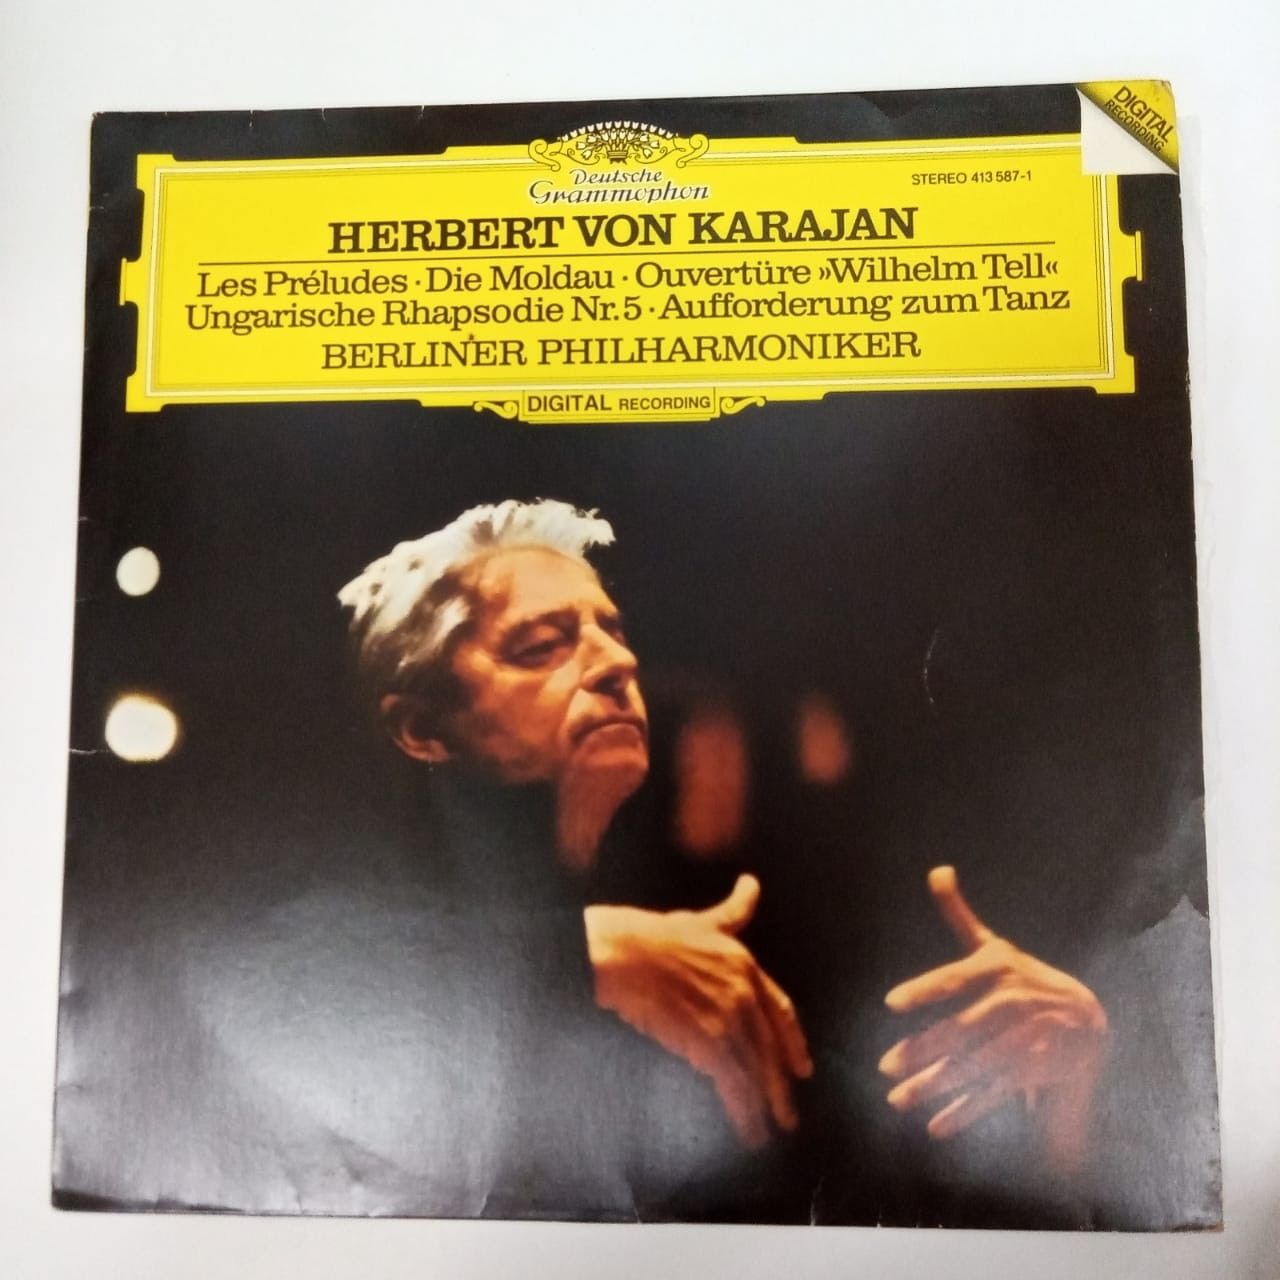 DIGITAL
RECORDING
Deutsche
Grammophon
STEREO 413 587-1
HERBERT VON KARAJAN
Les Préludes · Die Moldau · Ouvertüre »Wilhelm Tell«
Ungarische Rhapsodie Nr. 5 · Aufforderung zum Tanz
BERLINER PHILHARMONIKER
DIGITAL RECORDING